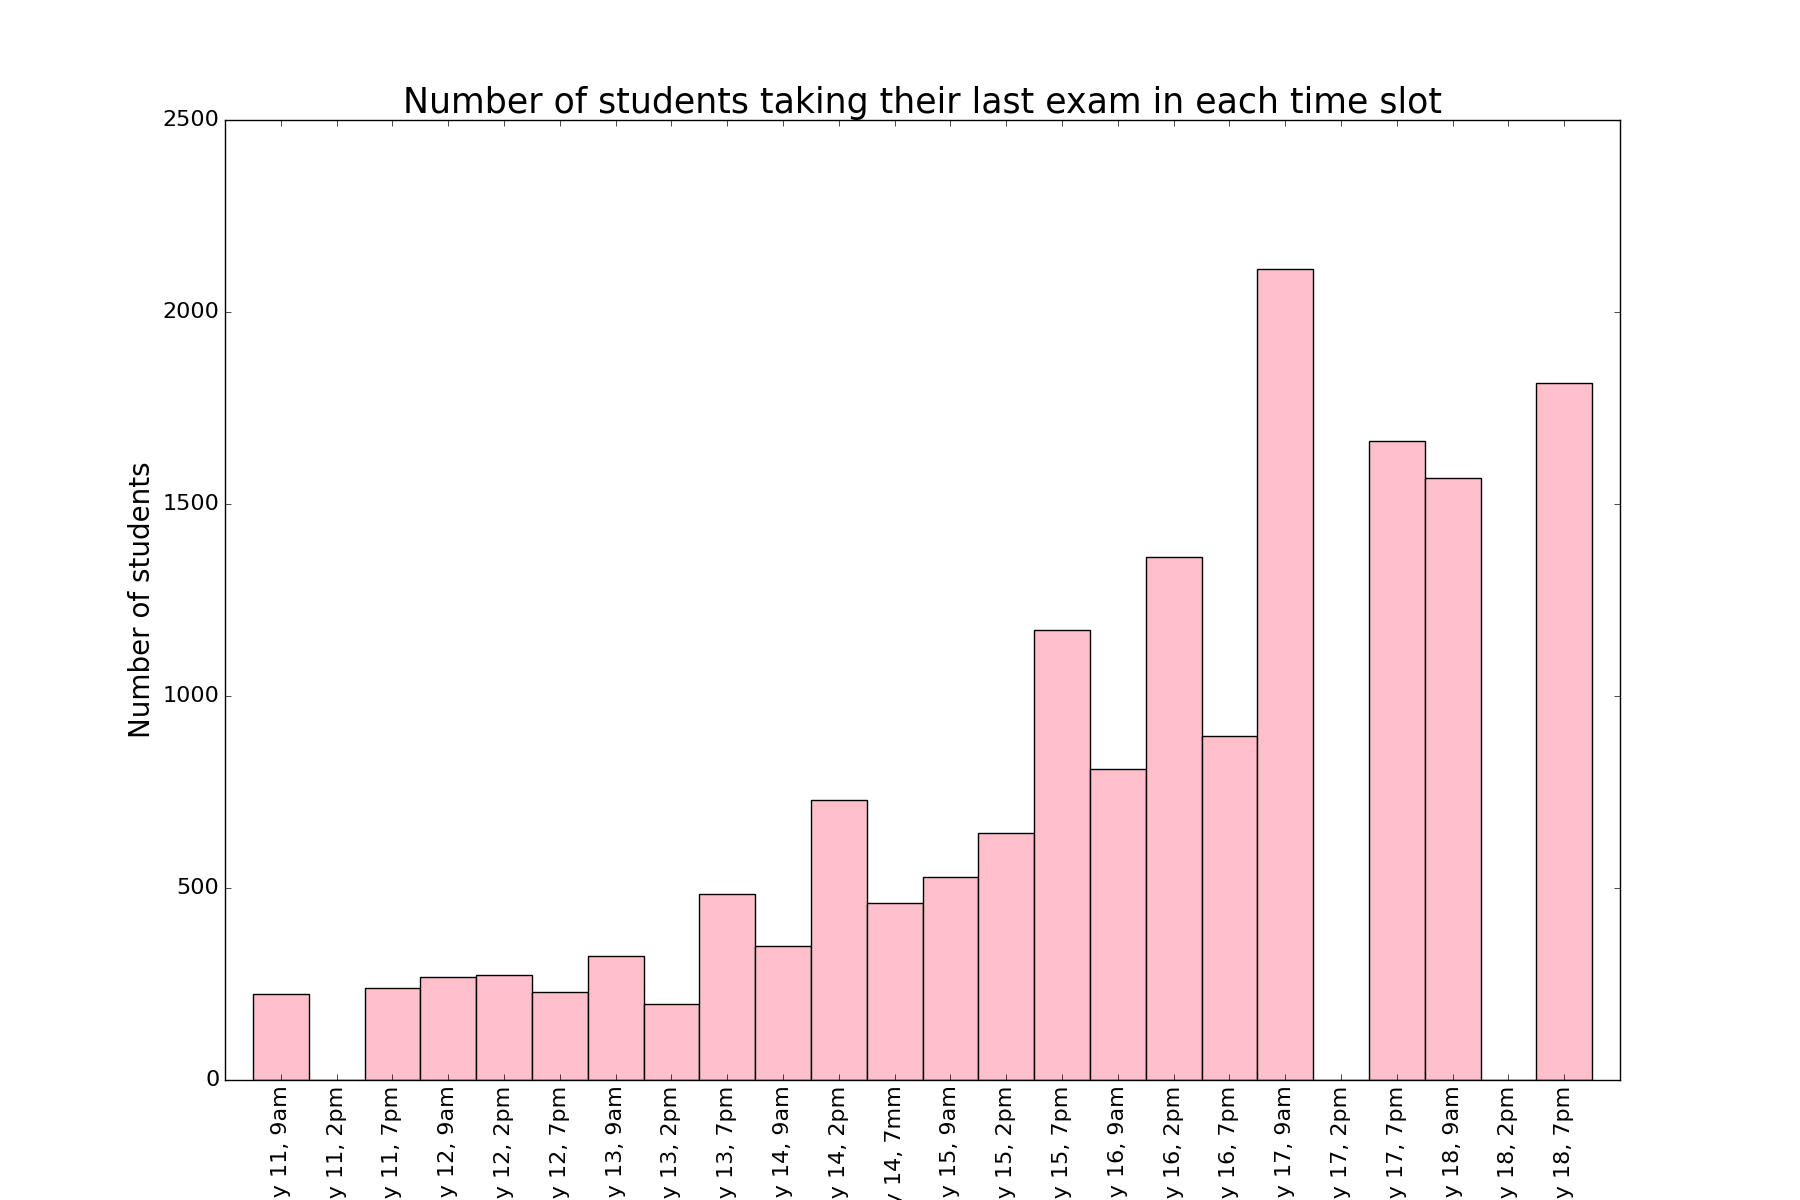 Number of students taking their last exam in each time slot
2500
2000
1500
1000
500
0
Number of students
y 11, 9am
y 11, 2pm
y 11, 7pm
y 12, 9am
y 12, 2pm
y 12, 7pm
y 13, 9am
y 13, 2pm
y 13, 7pm
y 14, 9am
y 14, 2pm
y 14, 7mm
y 15, 9am
y 15, 2pm
y 15, 7pm
y 16, 9am
y 16, 2pm
y 16, 7pm
y 17, 9am
y 17, 2pm
y 17, 7pm
y 18, 9am
y 18, 2pm
y 18, 7pm